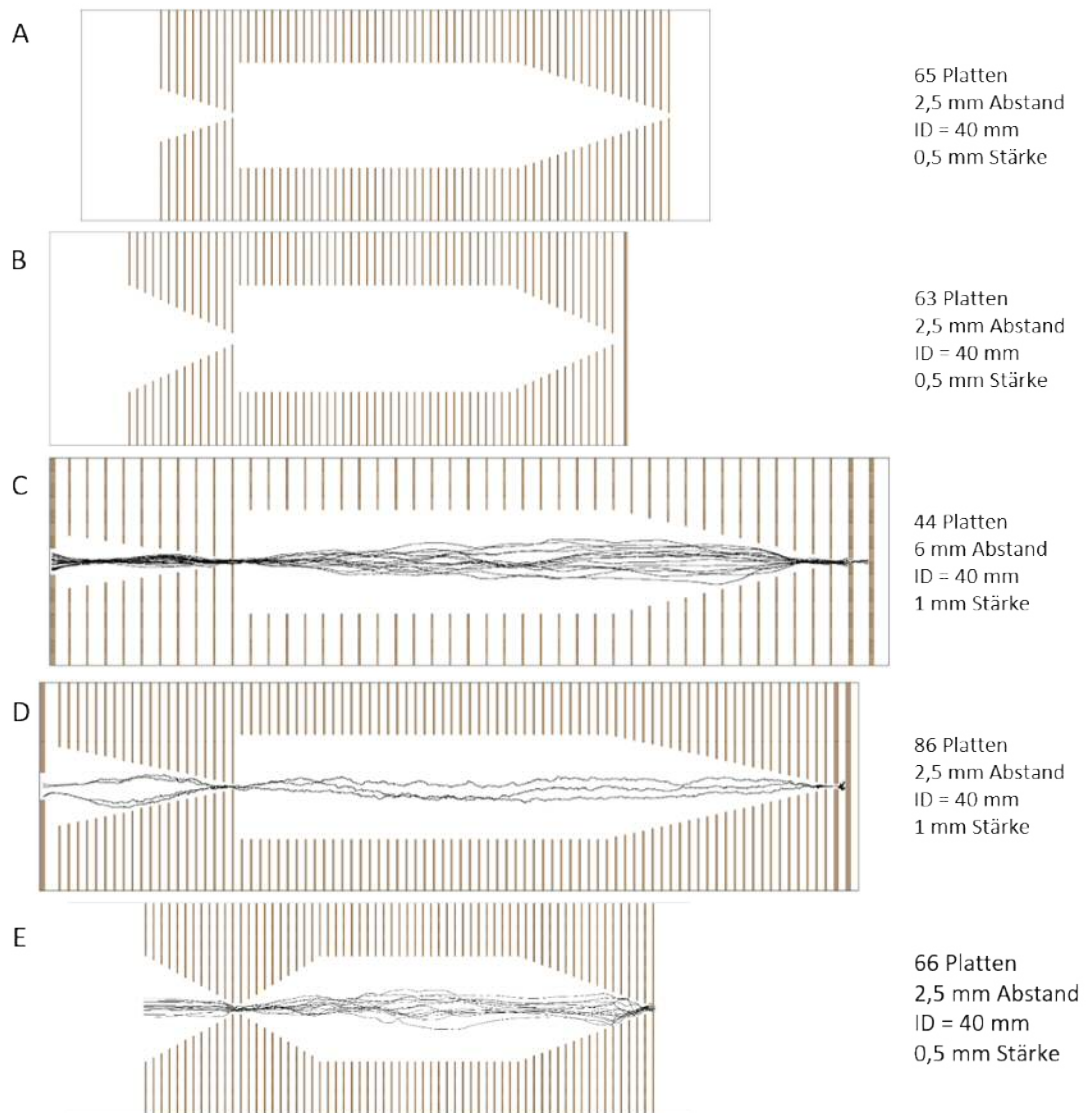 A
65 Platten
2,5 mm Abstand
ID = 40 mm
0,5 mm Stärke
B
63 Platten
2,5 mm Abstand
ID = 40 mm
0,5 mm Stärke
C
44 Platten
6 mm Abstand
ID = 40 mm
1 mm Stärke
D
86 Platten
2,5 mm Abstand
ID = 40 mm
1 mm Stärke
E
66 Platten
2,5 mm Abstand
ID = 40 mm
0,5 mm Stärke